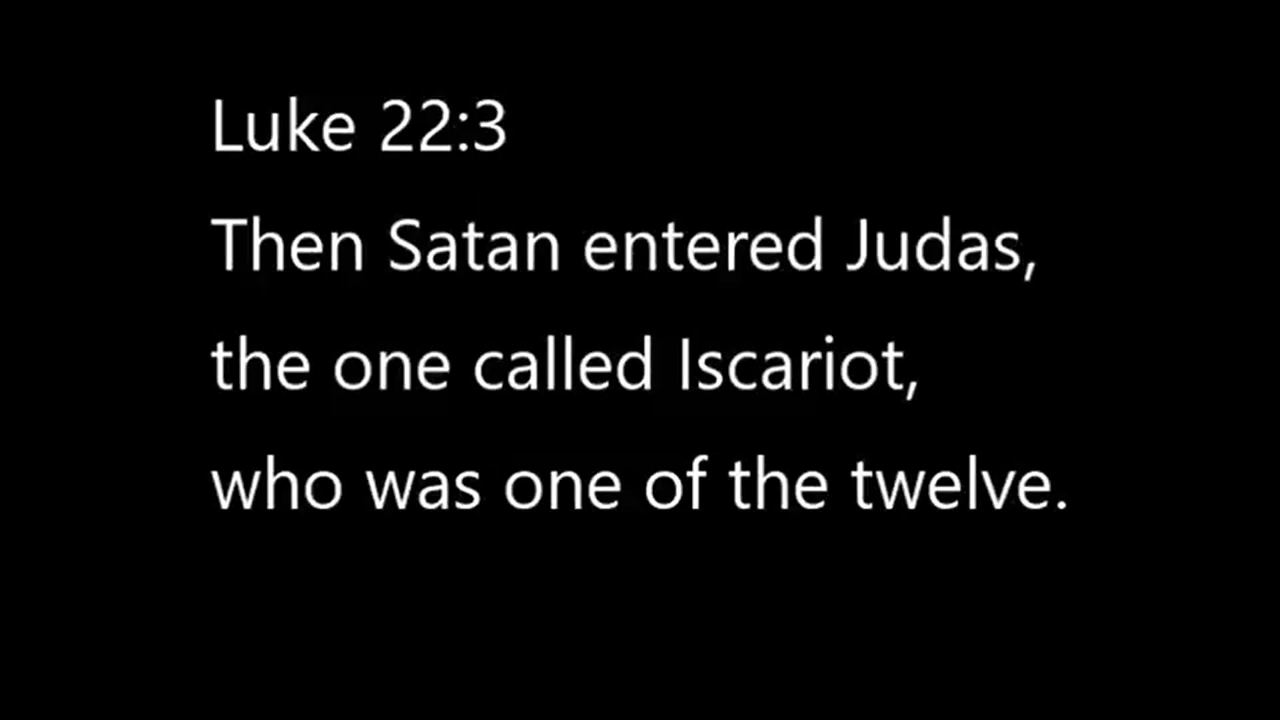 Luke 22:3
Then Satan entered Judas,
the one called Iscariot,
who was one of the twelve.